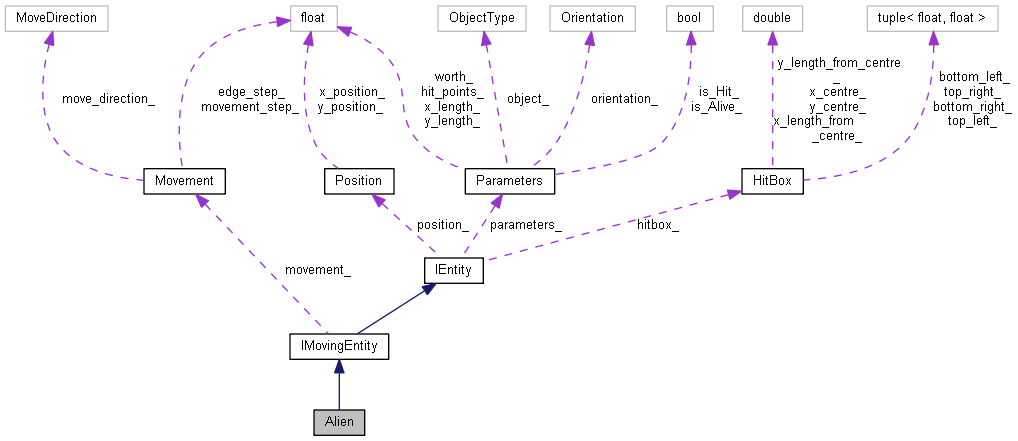 MoveDirection
float
ObjectType
Orientation
bool
double
tuple< float, float >
move_direction_
edge_step_
movement_step_
x_position_
y_position_
worth_
hit_points_
x_length_
y_length_
object_
orientation_
is_Hit_
is_Alive_
y_length_from_centre
_
x_centre_
y_centre_
x_length_from
_centre_
bottom_left_
top_right_
bottom_right_
top_left_
Movement
Position
Parameters
HitBox
position_
parameters_
hitbox_
movement_
IEntity
IMovingEntity
Alien